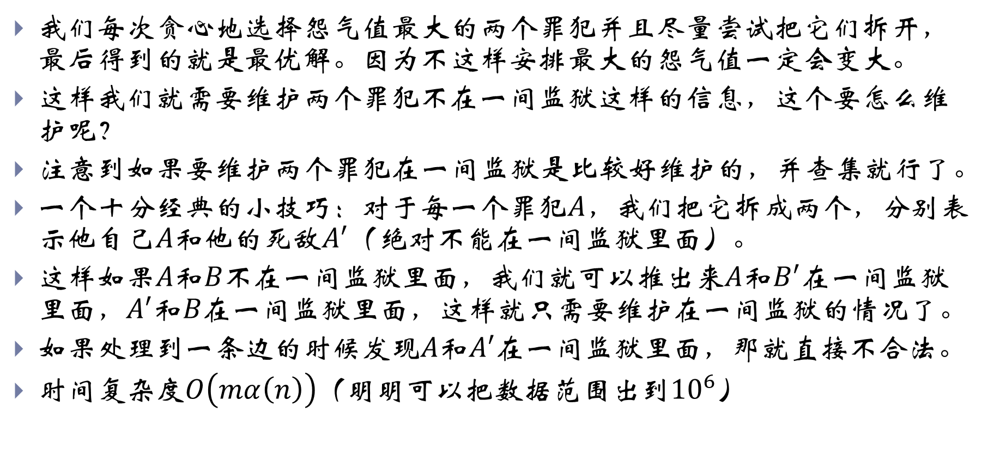 我们每次贪心地选择怨气值最大的两个罪犯并且尽量尝试把它们拆开，
最后得到的就是最优解。因为不这样安排最大的怨气值一定会变大。
这样我们就需要维护两个罪犯不在一间监狱这样的信息，这个要怎么维
护呢？
注意到如果要维护两个罪犯在一间监狱是比较好维护的，并查集就行了。
一个十分经典的小技巧：对于每一个罪犯A，我们把它拆成两个，分别表
示他自己A和他的死敌A′（绝对不能在一间监狱里面）。
这样如果A和B不在一间监狱里面，我们就可以推出来A和B′在一间监狱
里面，A′和B在一间监狱里面，这样就只需要维护在一间监狱的情况了。
如果处理到一条边的时候发现A和A′在一间监狱里面，那就直接不合法。
时间复杂度O(mα(n))（明明可以把数据范围出到10⁶）